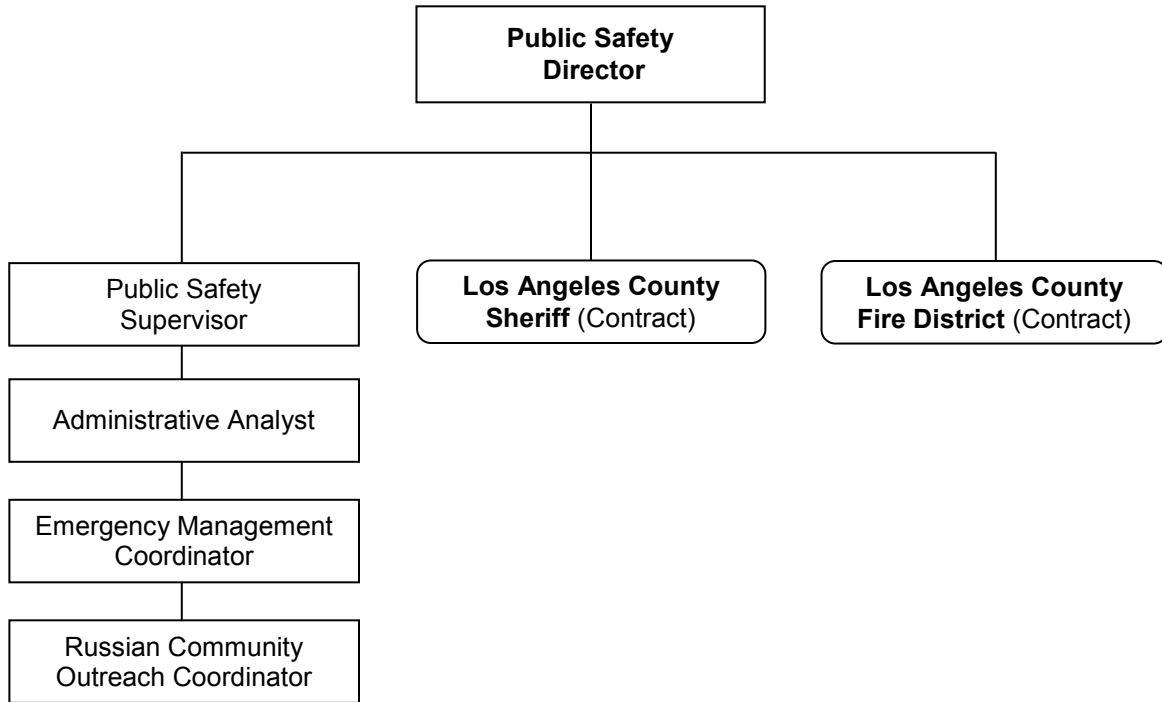 Public Safety
Director
Public Safety
Supervisor
Los Angeles County
Sheriff (Contract)
Los Angeles County
Fire District (Contract)
Administrative Analyst
Emergency Management
Coordinator
Russian Community
Outreach Coordinator